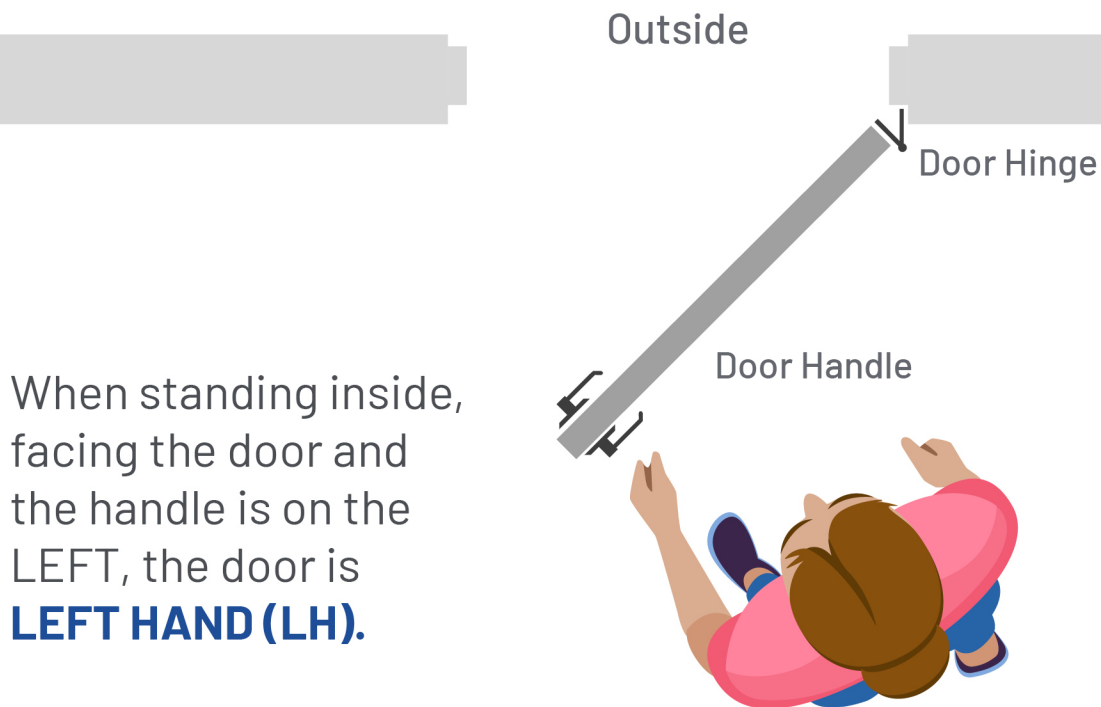 Outside
Door Hinge
Door Handle
When standing inside,
facing the door and
the handle is on the
LEFT, the door is
LEFT HAND (LH).